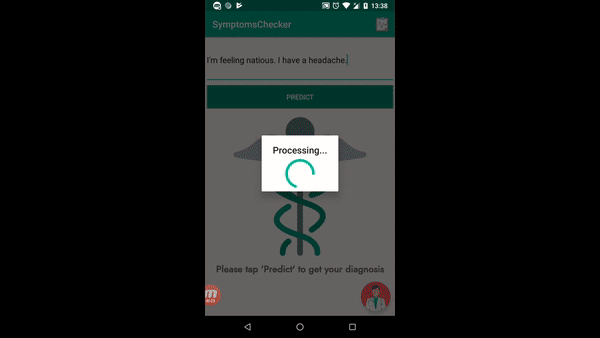 13:38
SymptomsChecker
I'm feeling natious. I have a headache.
PREDICT
Processing...
Please tap 'Predict' to get your diagnosis